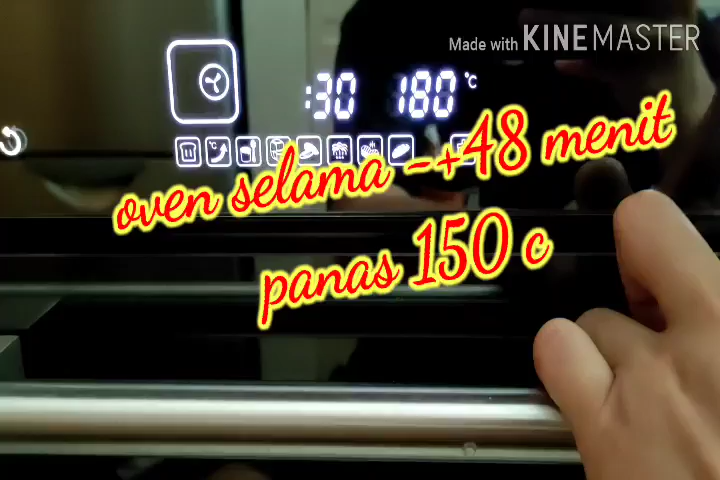 Made with KINEMASTER
:30 180 °C
°C
oven selama -+48 menit
panas 150 c